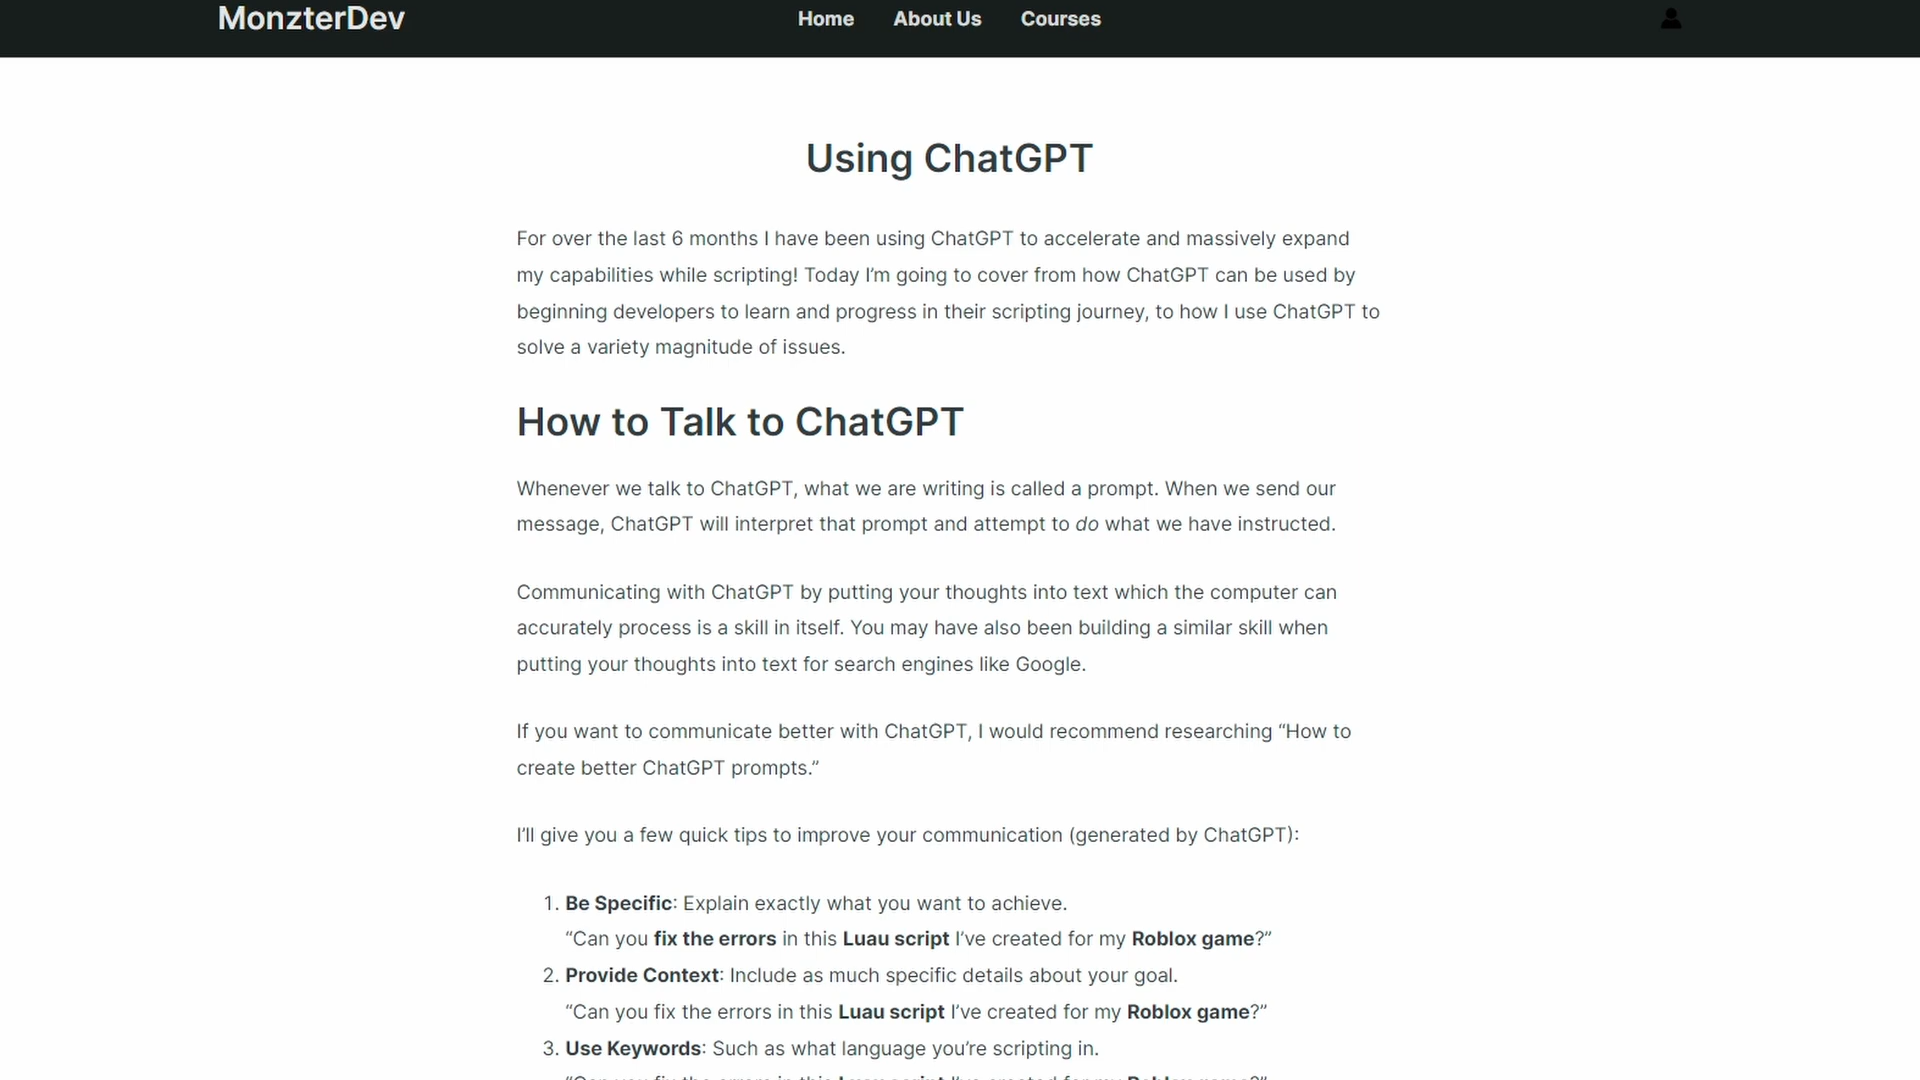 MonzterDev
Home About Us Courses
Using ChatGPT
For over the last 6 months I have been using ChatGPT to accelerate and massively expand
my capabilities while scripting! Today I’m going to cover from how ChatGPT can be used by
beginning developers to learn and progress in their scripting journey, to how I use ChatGPT to
solve a variety magnitude of issues.
How to Talk to ChatGPT
Whenever we talk to ChatGPT, what we are writing is called a prompt. When we send our
message, ChatGPT will interpret that prompt and attempt to do what we have instructed.
Communicating with ChatGPT by putting your thoughts into text which the computer can
accurately process is a skill in itself. You may have also been building a similar skill when
putting your thoughts into text for search engines like Google.
If you want to communicate better with ChatGPT, I would recommend researching “How to
create better ChatGPT prompts.”
I’ll give you a few quick tips to improve your communication (generated by ChatGPT):
1. Be Specific: Explain exactly what you want to achieve.
“Can you fix the errors in this Luau script I’ve created for my Roblox game?”
2. Provide Context: Include as much specific details about your goal.
“Can you fix the errors in this Luau script I’ve created for my Roblox game?”
3. Use Keywords: Such as what language you’re scripting in.